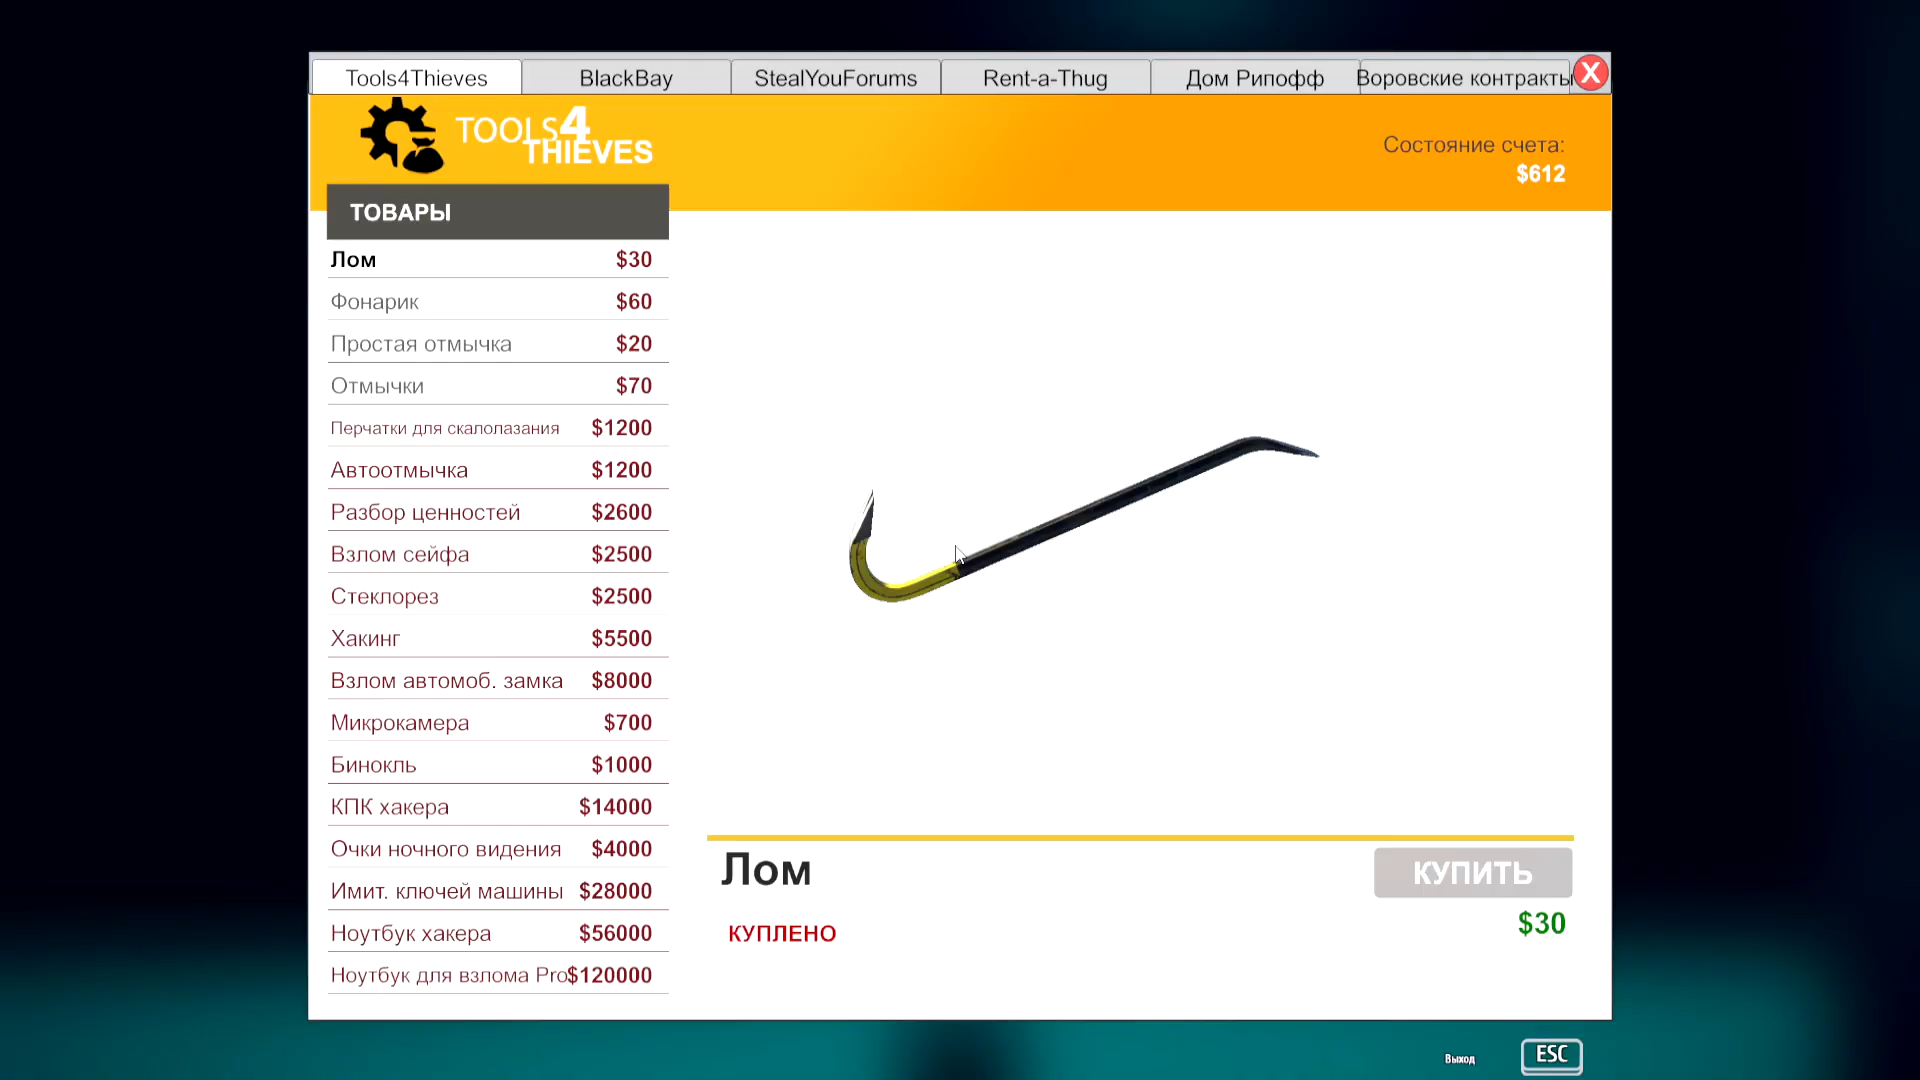 Tools4Thieves
BlackBay
StealYouForums
Rent-a-Thug
Дом Рипофф
Воровские контракты
X
TOOLS4
THIEVES
Состояние счета:
$612
ТОВАРЫ
Лом $30
Фонарик $60
Простая отмычка $20
Отмычки $70
Перчатки для скалолазания $1200
Автоотмычка $1200
Разбор ценностей $2600
Взлом сейфа $2500
Стеклорез $2500
Хакинг $5500
Взлом автомоб. замка $8000
Микрокамера $700
Бинокль $1000
КПК хакера $14000
Очки ночного видения $4000
Имит. ключей машины $28000
Ноутбук хакера $56000
Ноутбук для взлома Pro $120000
Лом
КУПИТЬ
КУПЛЕНО
$30
Выход
ESC